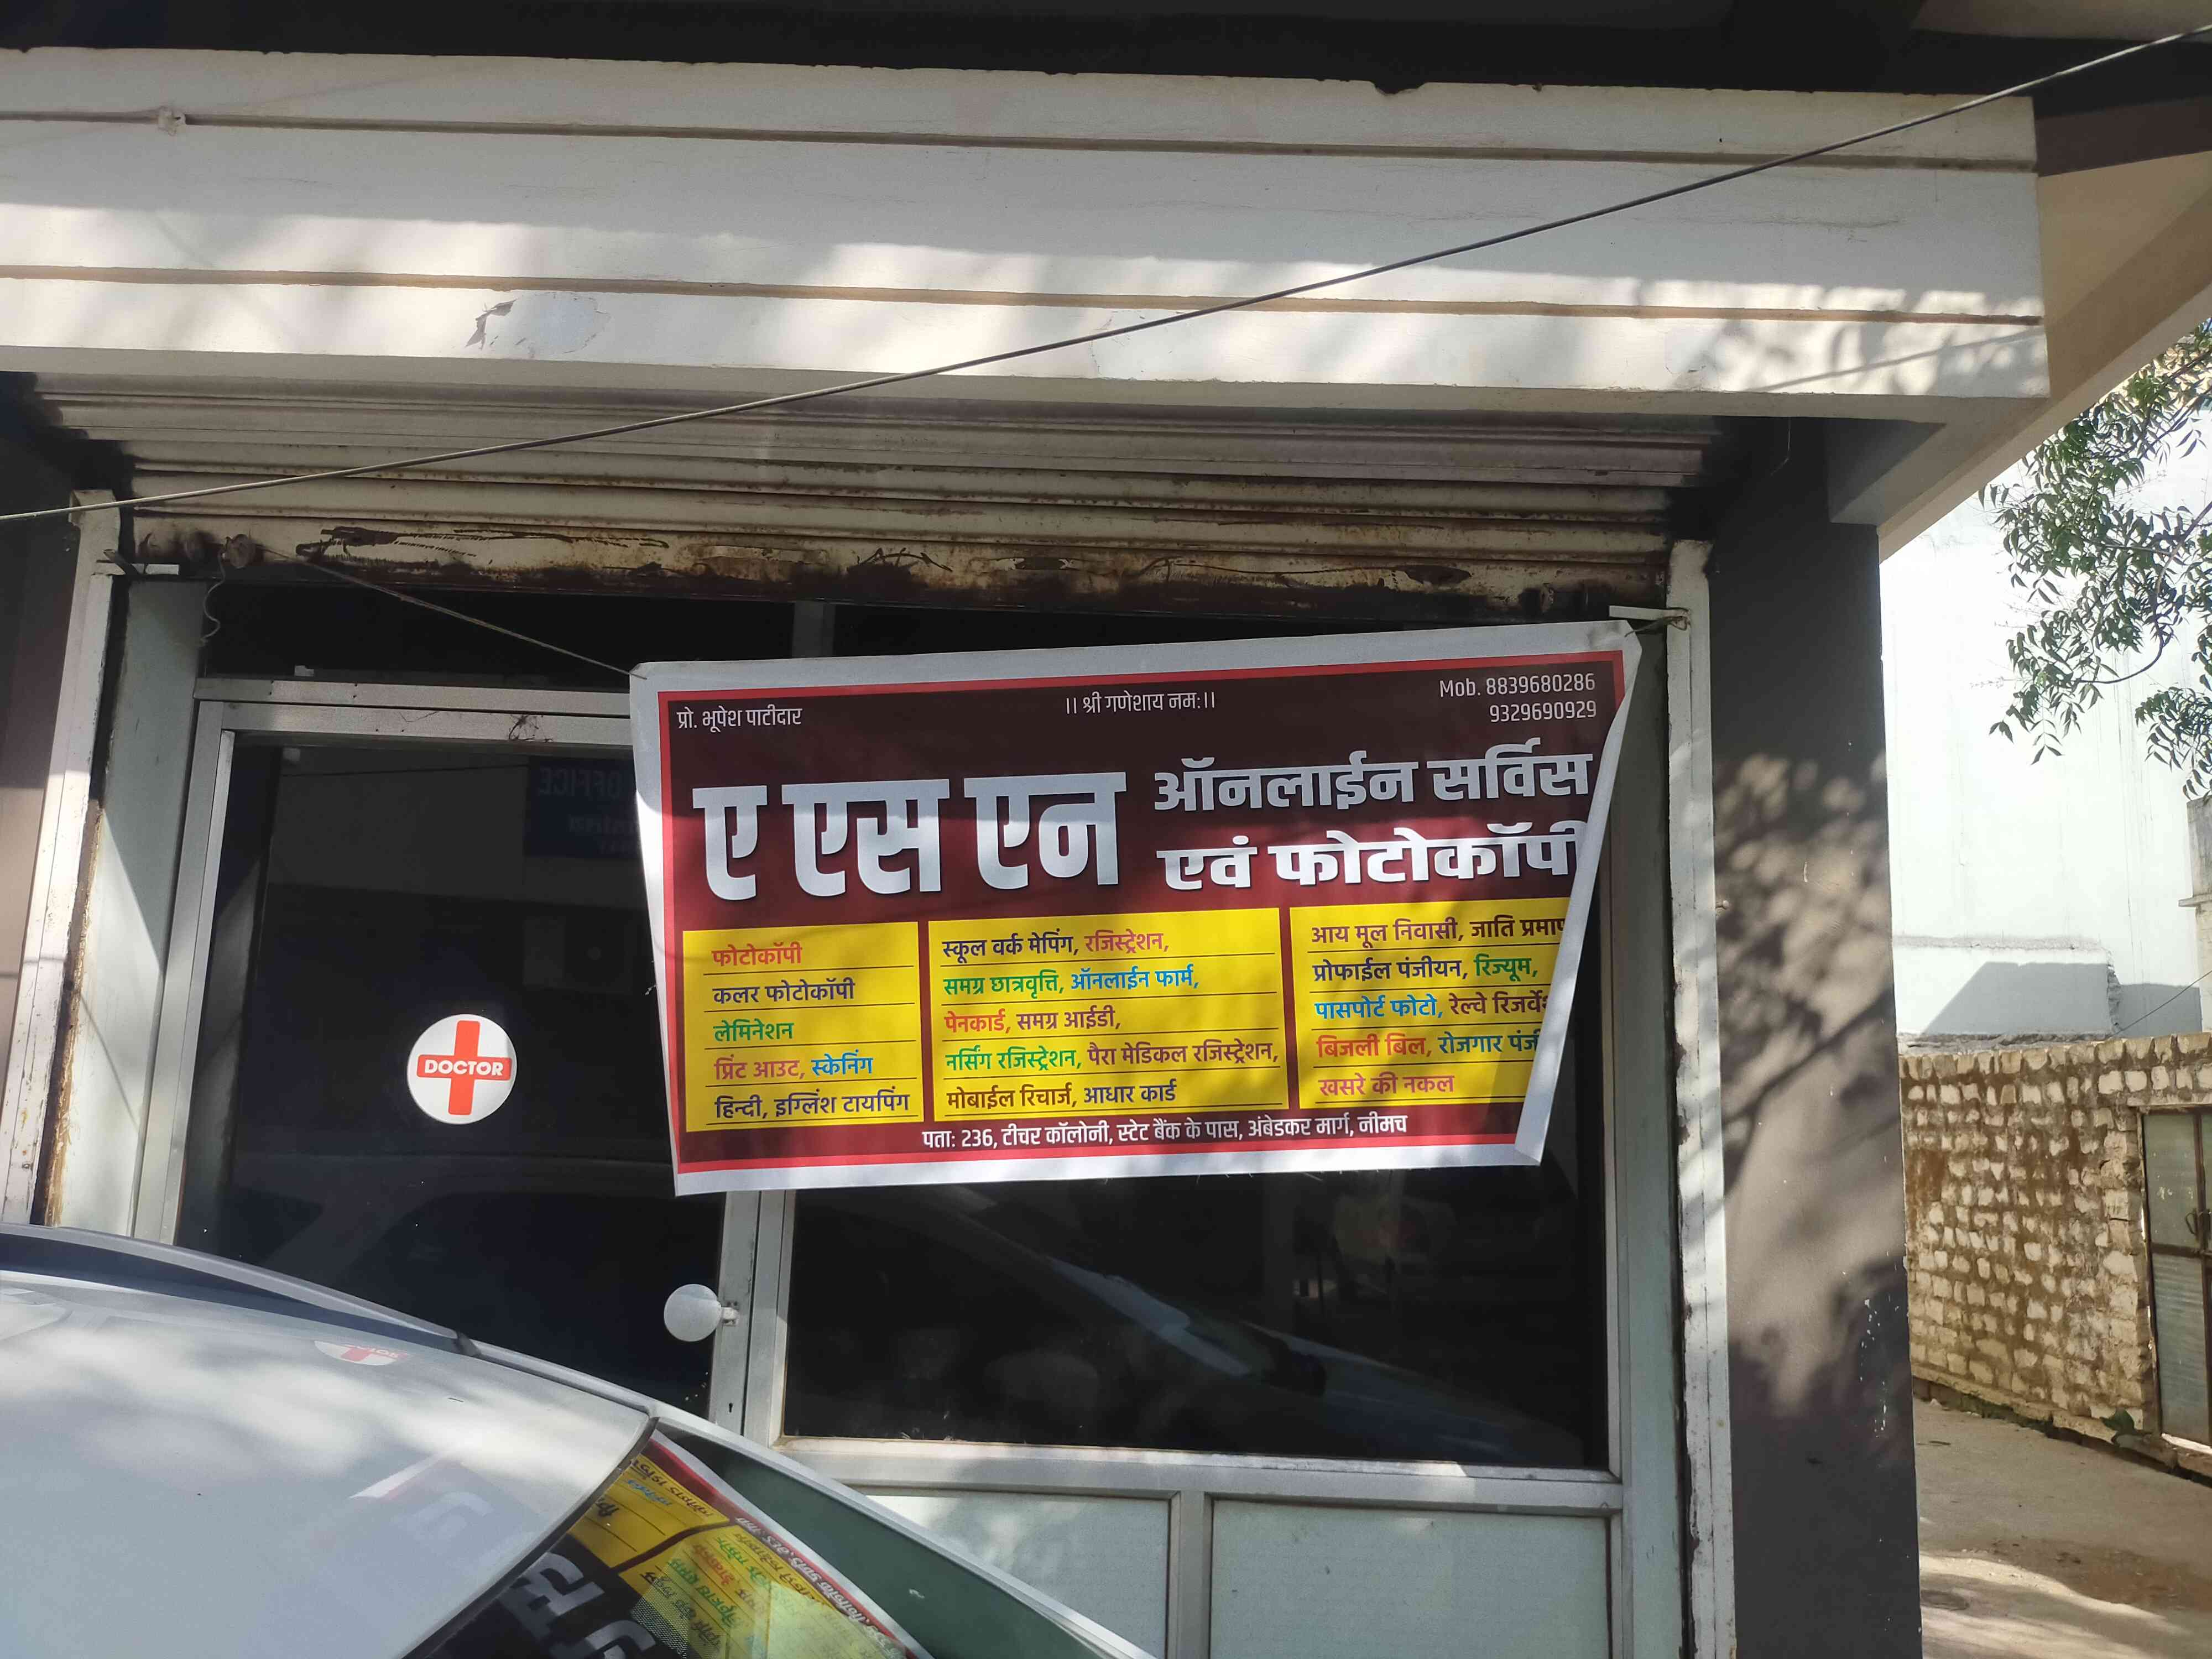 प्रो. भूपेश पाटीदार
।। श्री गणेशाय नमः।।
Mob. 8839680286
9329690929
ए एस एन
ऑनलाईन सर्विस
एवं फोटोकॉपी
फोटोकॉपी
कलर फोटोकॉपी
लेमिनेशन
प्रिंट आउट, स्केनिंग
हिन्दी, इग्लिंश टायपिंग
स्कूल वर्क मेपिंग, रजिस्ट्रेशन,
समग्र छात्रवृत्ति, ऑनलाईन फार्म,
पेनकार्ड, समग्र आईडी,
नर्सिंग रजिस्ट्रेशन, पैरा मेडिकल रजिस्ट्रेशन,
मोबाईल रिचार्ज, आधार कार्ड
आय मूल निवासी, जाति
प्रोफाईल पंजीयन, रिज्यूम,
पासपोर्ट फोटो, रेल्वे
बिजली बिल, रोजगार
खसरे की नकल
पताः 236, टीचर कॉलोनी, स्टेट बैंक के पास, अंबेडकर मार्ग, नीमच
DOCTOR